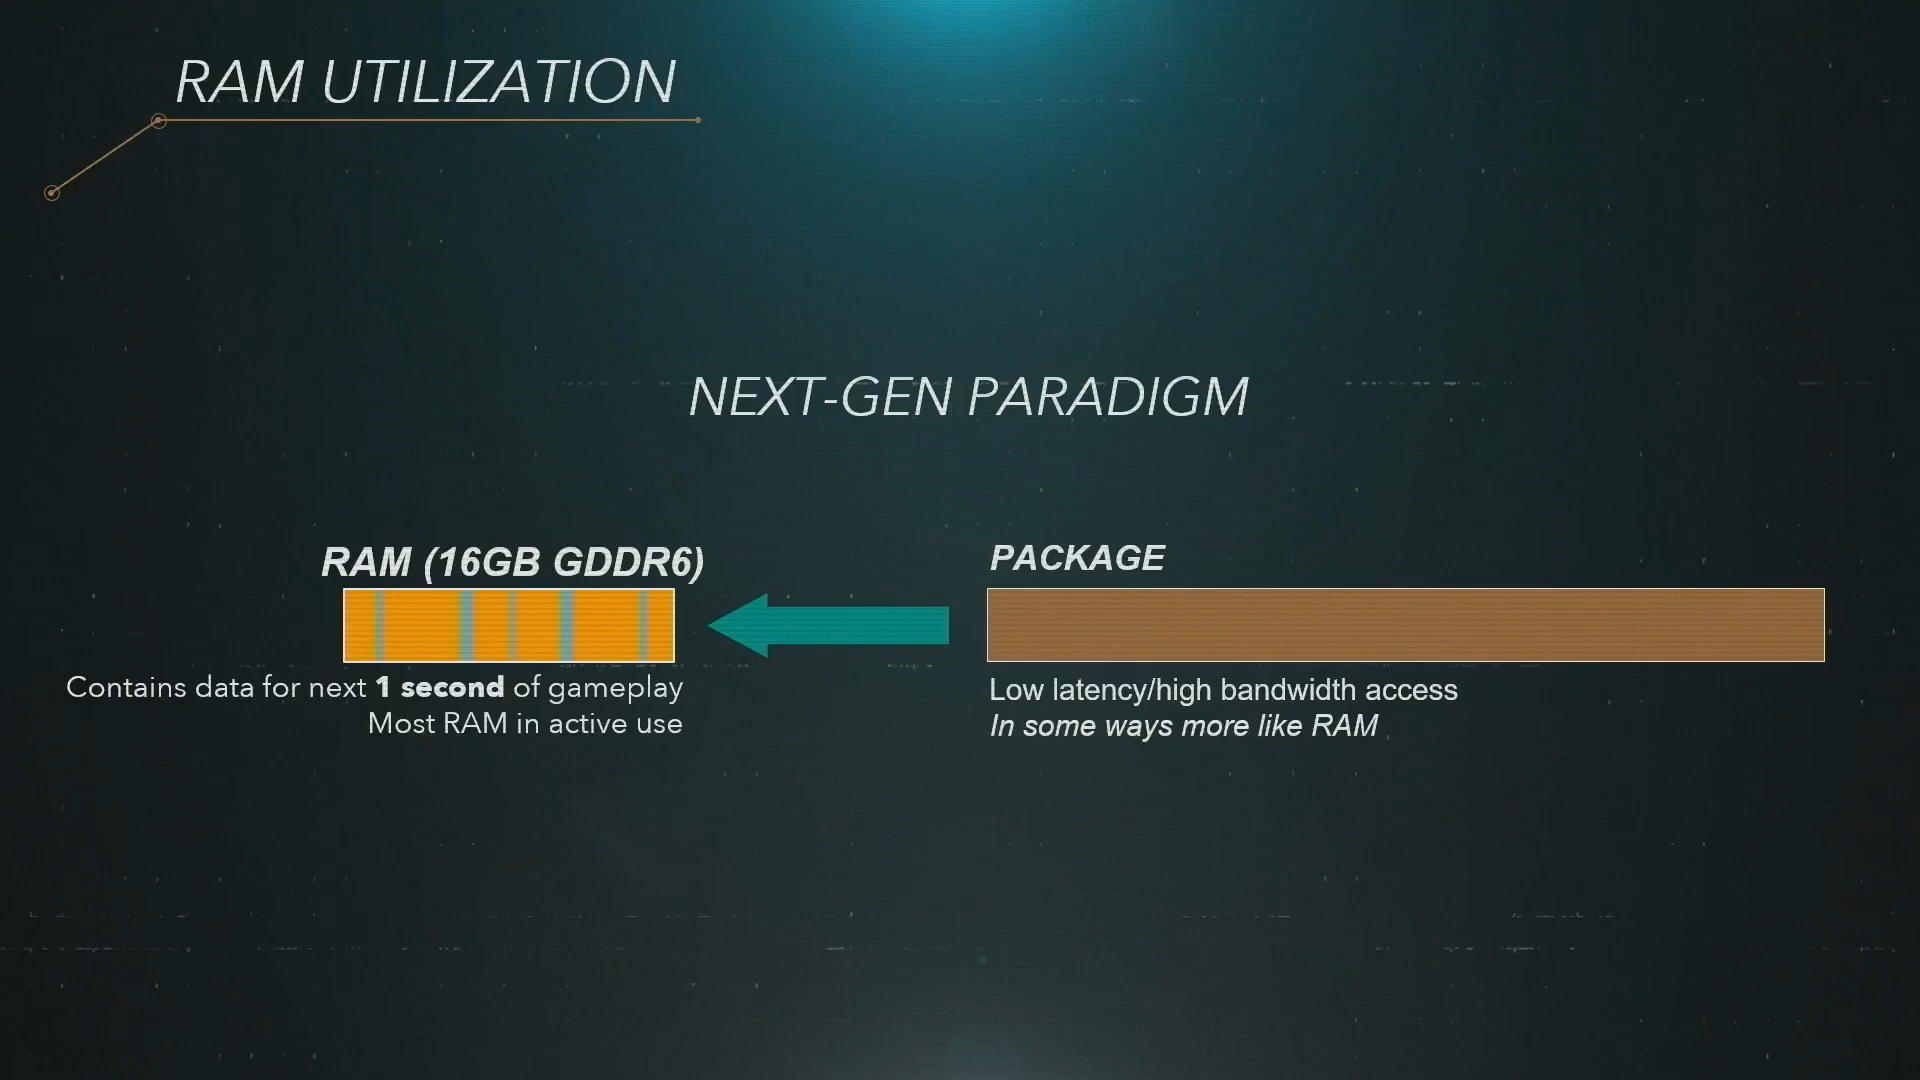 RAM UTILIZATION
NEXT-GEN PARADIGM
RAM (16GB GDDR6)
Contains data for next 1 second of gameplay
Most RAM in active use
PACKAGE
Low latency/high bandwidth access
In some ways more like RAM